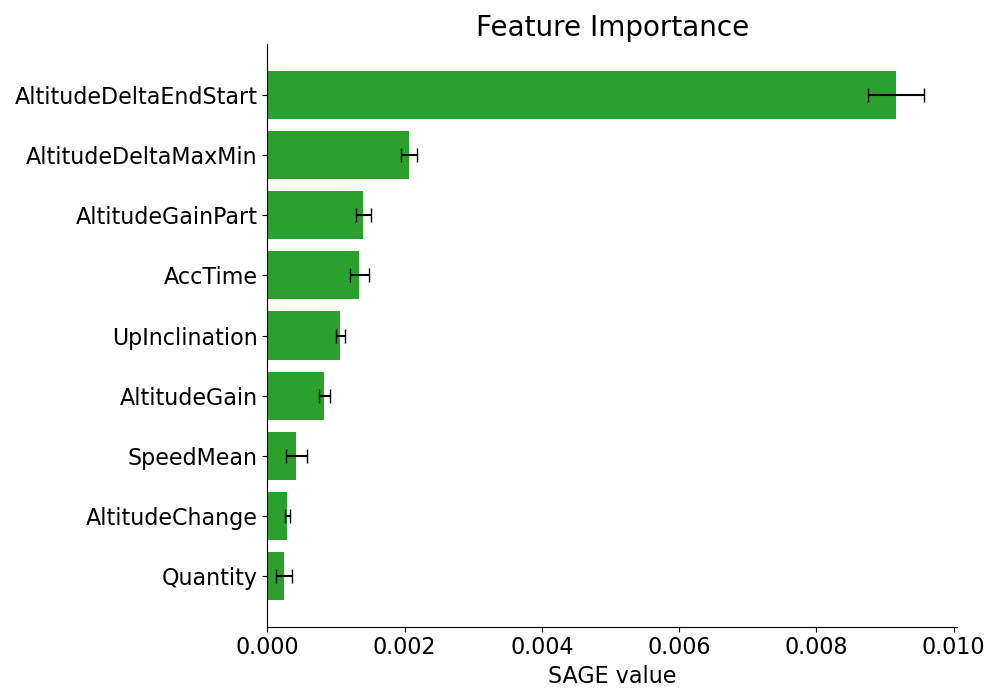 Feature Importance
AltitudeDeltaEndStart
AltitudeDeltaMaxMin
AltitudeGainPart
AccTime
UpInclination
AltitudeGain
SpeedMean
AltitudeChange
Quantity
0.000 0.002 0.004 0.006 0.008 0.010
SAGE value